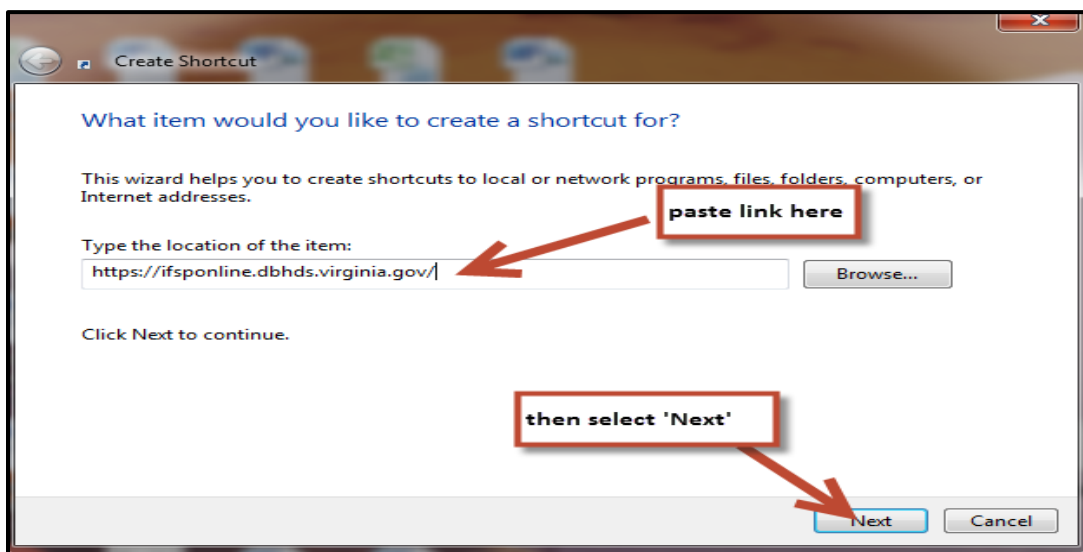 Create Shortcut
What item would you like to create a shortcut for?
This wizard helps you to create shortcuts to local or network programs, files, folders, computers, or
Internet addresses.
paste link here
Type the location of the item:
https://ifsponline.dbhds.virginia.gov/
Browse...
Click Next to continue.
then select 'Next'
Next
Cancel